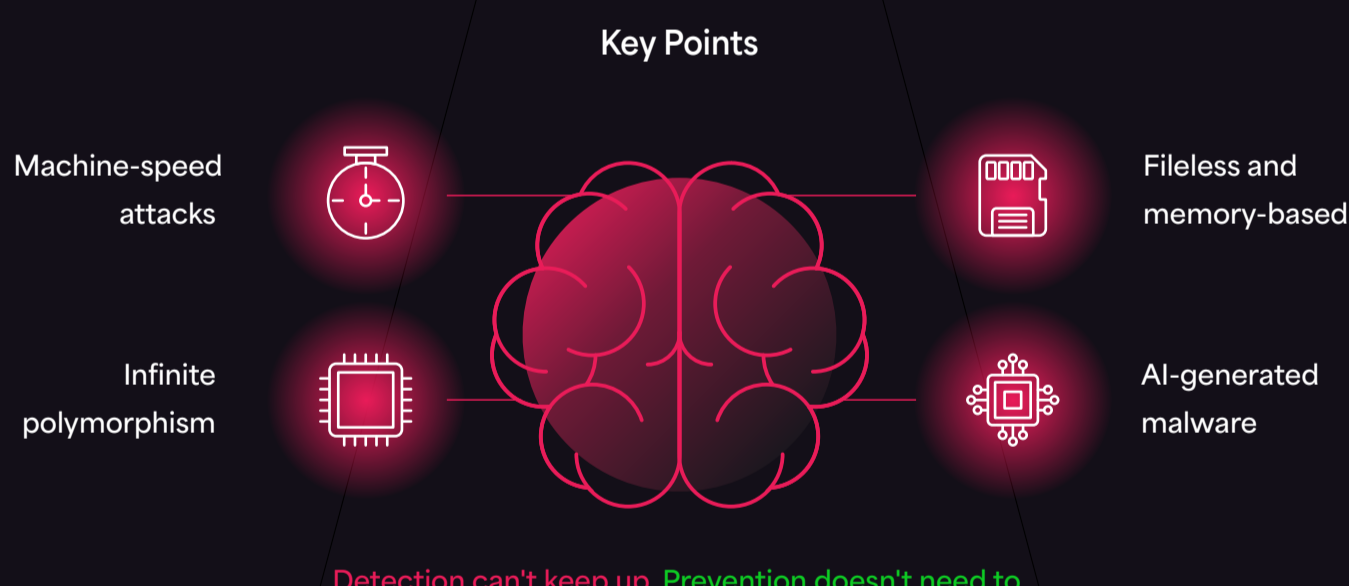 Key Points
Machine-speed
attacks
Fileless and
memory-based
Infinite
polymorphism
AI-generated
malware
Detection can't keep up. Prevention doesn't need to